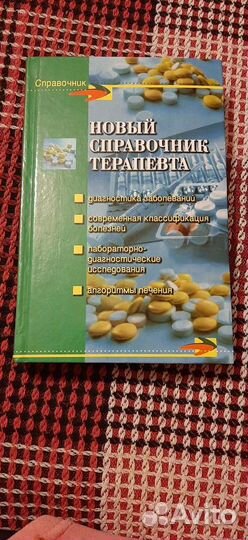 Справочник
НОВЫЙ
СПРАВОЧНИК
ТЕРАПЕВТА
диагностика заболеваний
современная классификация
болезней
лабораторно-
диагностические
исследования
алгоритмы лечения
Avito